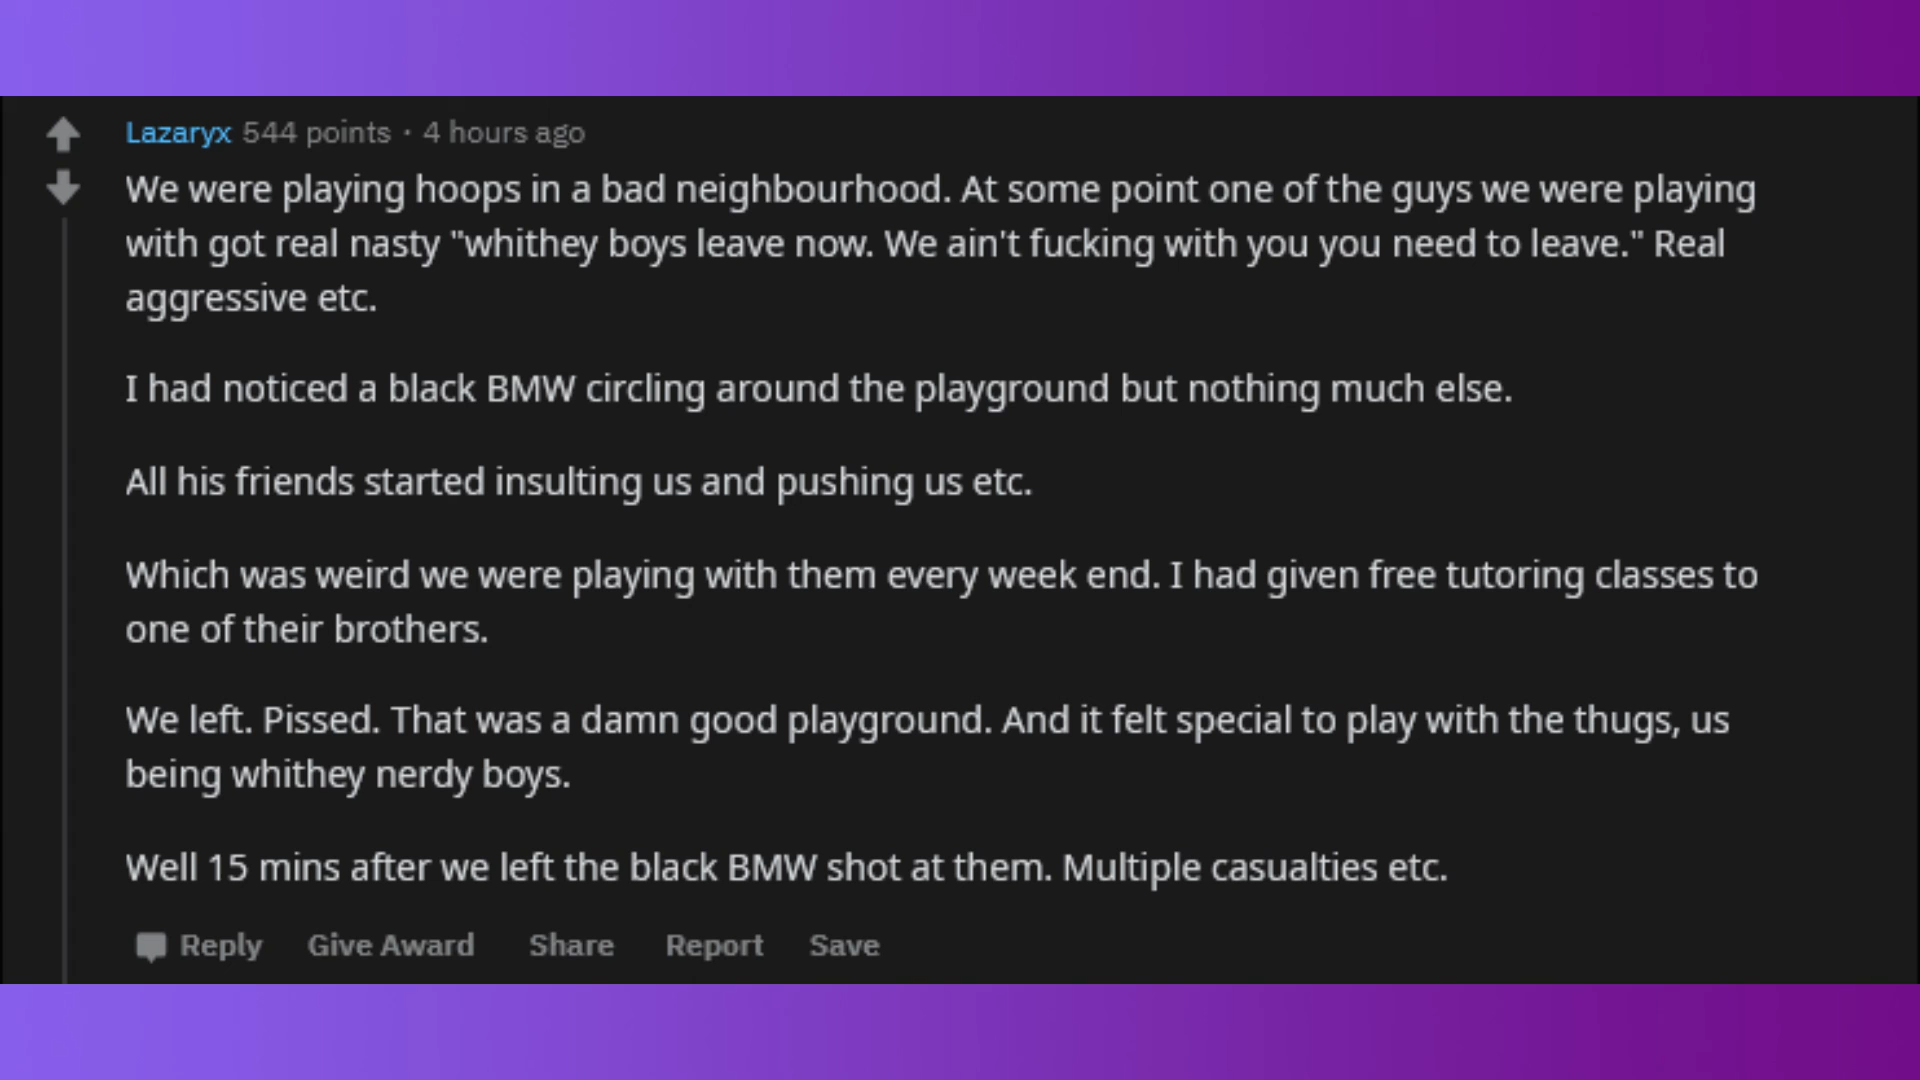 Lazaryx 544 points · 4 hours ago
We were playing hoops in a bad neighbourhood. At some point one of the guys we were playing
with got real nasty "whithey boys leave now. We ain't fucking with you you need to leave." Real
aggressive etc.
I had noticed a black BMW circling around the playground but nothing much else.
All his friends started insulting us and pushing us etc.
Which was weird we were playing with them every week end. I had given free tutoring classes to
one of their brothers.
We left. Pissed. That was a damn good playground. And it felt special to play with the thugs, us
being whithey nerdy boys.
Well 15 mins after we left the black BMW shot at them. Multiple casualties etc.
Reply Give Award Share Report Save